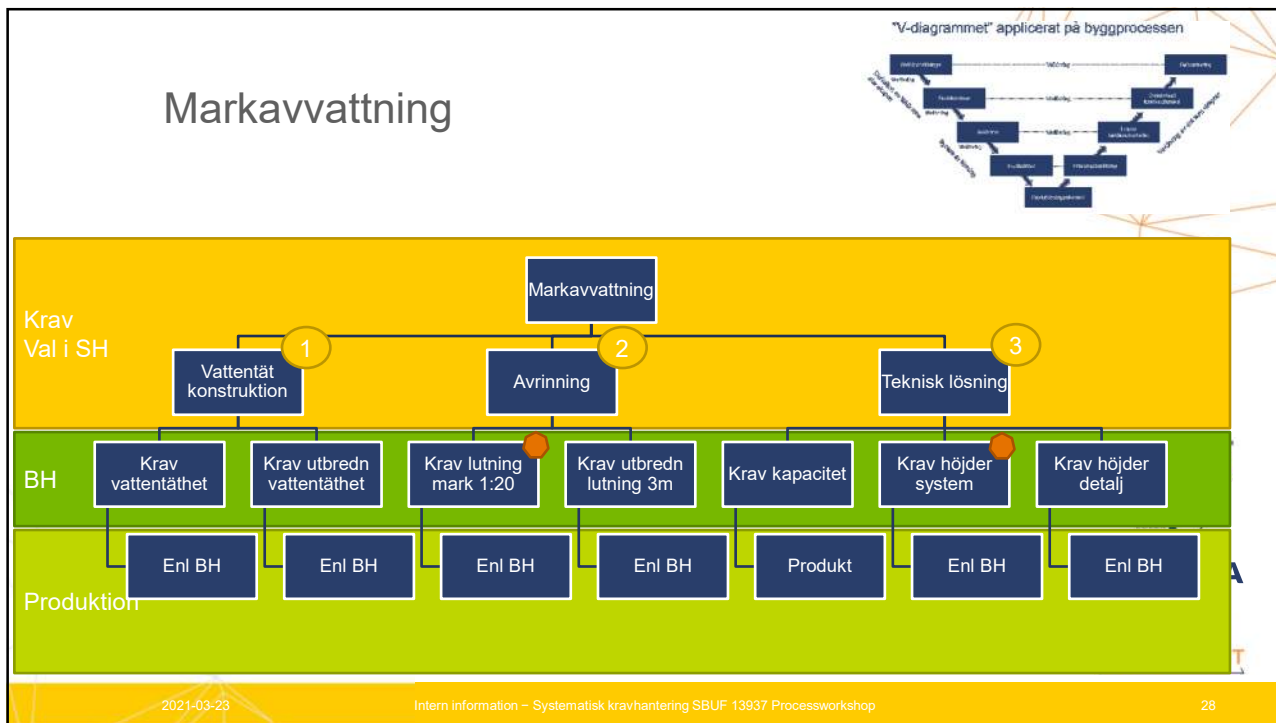 "V-diagrammet" applicerat på byggprocessen
Markavvattning
Krav
Val i SH
Markavvattning
1
2
3
Vattentät
konstruktion
Avrinning
Teknisk lösning
BH
Krav
vattentäthet
Krav utbredn
vattentäthet
Krav lutning
mark 1:20
Krav utbredn
lutning 3m
Krav kapacitet
Krav höjder
system
Krav höjder
detalj
Produktion
Enl BH
Enl BH
Enl BH
Enl BH
Produkt
Enl BH
Enl BH
A
T
2021-03-23
Intern information – Systematisk kravhantering SBUF 13937 Processworkshop
28